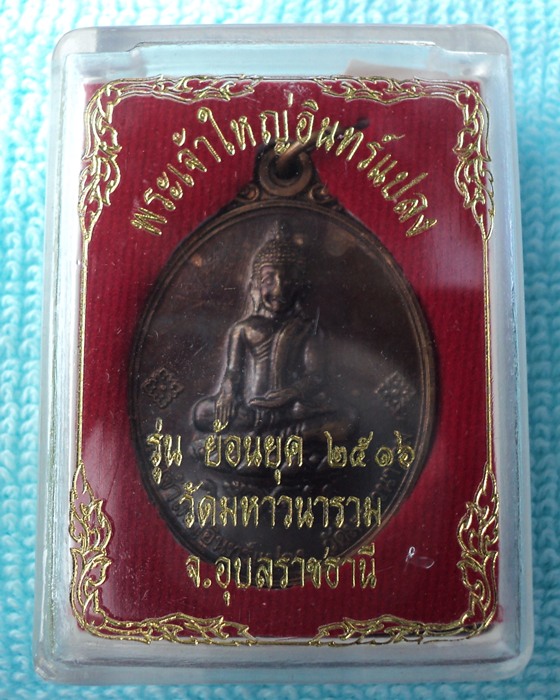 พระเจ้าใหญ่อินทร์แปลง
รุ่น ย้อนยุค ๒๕๑๖
วัดมหาวนาราม
จ.อุบลราชธานี